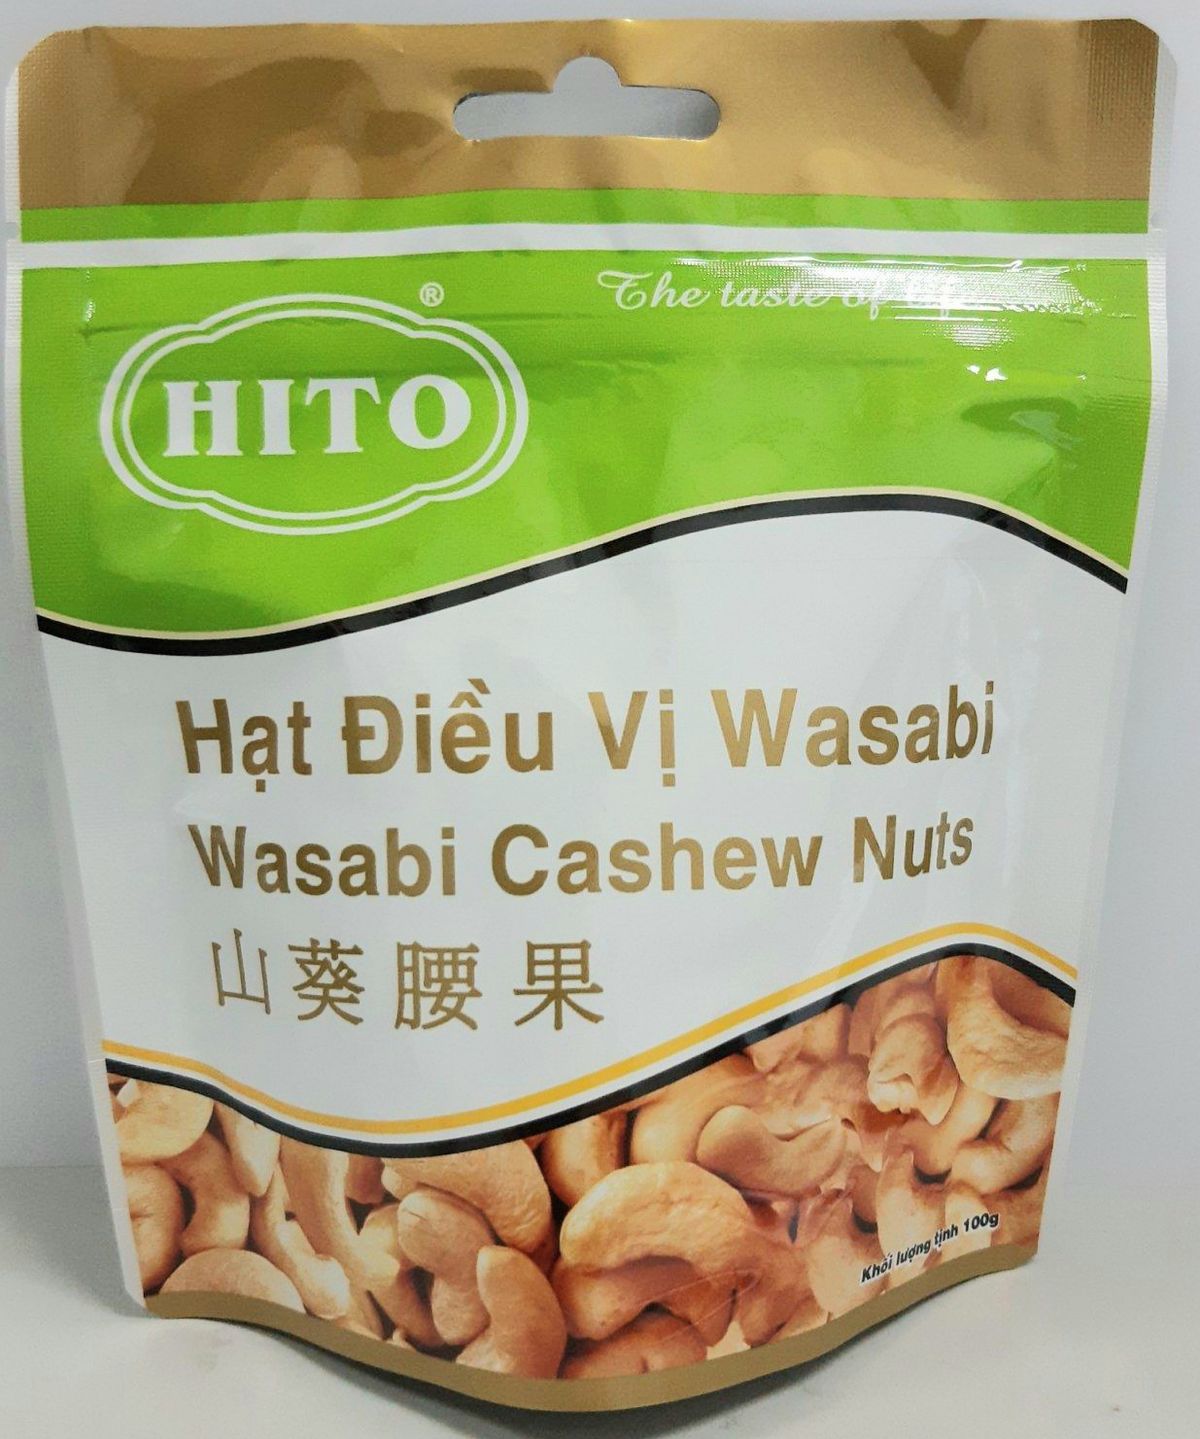 The taste of
HITO
®
Hạt Điều Vị Wasabi
Wasabi Cashew Nuts
山葵腰果
Khối lượng tịnh 100g